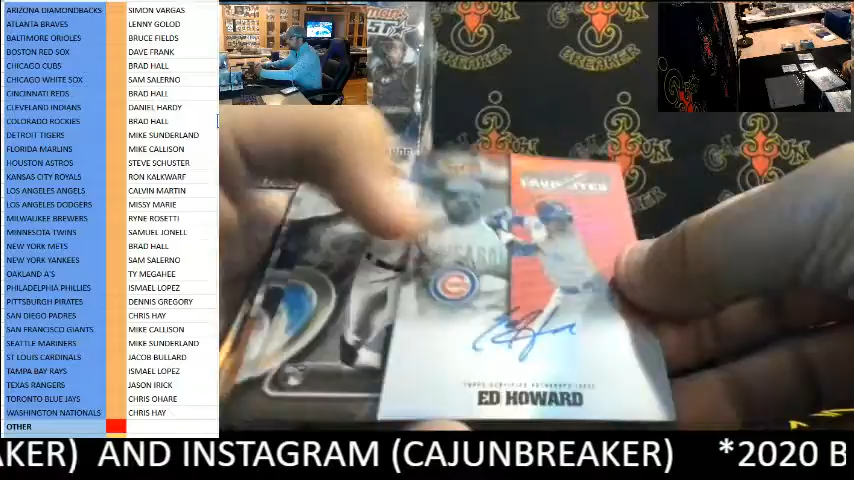 ARIZONA DIAMONDBACKS SIMON VARGAS
ATLANTA BRAVES LENNY GOLOD
BALTIMORE ORIOLES BRUCE FIELDS
BOSTON RED SOX DAVE FRANK
CHICAGO CUBS BRAD HALL
CHICAGO WHITE SOX SAM SALERNO
CINCINNATI REDS BRAD HALL
CLEVELAND INDIANS DANIEL HARDY
COLORADO ROCKIES BRAD HALL
DETROIT TIGERS MIKE SUNDERLAND
FLORIDA MARLINS MIKE CALLISON
HOUSTON ASTROS STEVE SCHUSTER
KANSAS CITY ROYALS RON KALKWARF
LOS ANGELES ANGELS CALVIN MARTIN
LOS ANGELES DODGERS MISSY MARIE
MILWAUKEE BREWERS RYNE ROSETTI
MINNESOTA TWINS SAMUEL JONELL
NEW YORK METS BRAD HALL
NEW YORK YANKEES SAM SALERNO
OAKLAND A'S TY MEGAHEE
PHILADELPHIA PHILLIES ISMAEL LOPEZ
PITTSBURGH PIRATES DENNIS GREGORY
SAN DIEGO PADRES CHRIS HAY
SAN FRANCISCO GIANTS MIKE CALLISON
SEATTLE MARINERS MIKE SUNDERLAND
ST LOUIS CARDINALS JACOB BULLARD
TAMPA BAY RAYS ISMAEL LOPEZ
TEXAS RANGERS JASON IRICK
TORONTO BLUE JAYS CHRIS OHARE
WASHINGTON NATIONALS CHRIS HAY
OTHER
CAJUN
BREAKER
TOPPS CERTIFIED AUTOGRAPH ISSUE
ED HOWARD
AKER) AND INSTAGRAM (CAJUNBREAKER) *2020 B